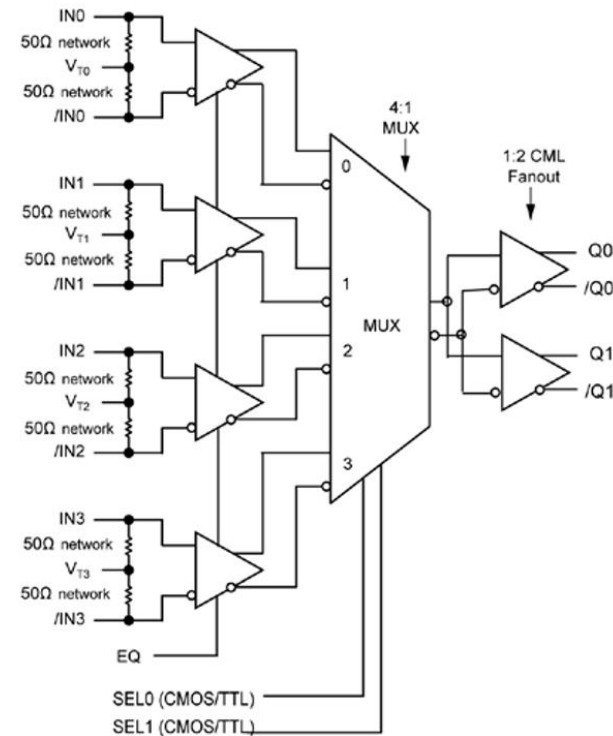 IN0
50Ω network
VT0
50Ω network
/IN0
4:1
MUX
1:2 CML
Fanout
0
IN1
50Ω network
VT1
50Ω network
/IN1
1
Q0
/Q0
MUX
IN2
50Ω network
VT2
50Ω network
/IN2
2
Q1
/Q1
3
IN3
50Ω network
VT3
50Ω network
/IN3
EQ
SEL0 (CMOS/TTL)
SEL1 (CMOS/TTL)